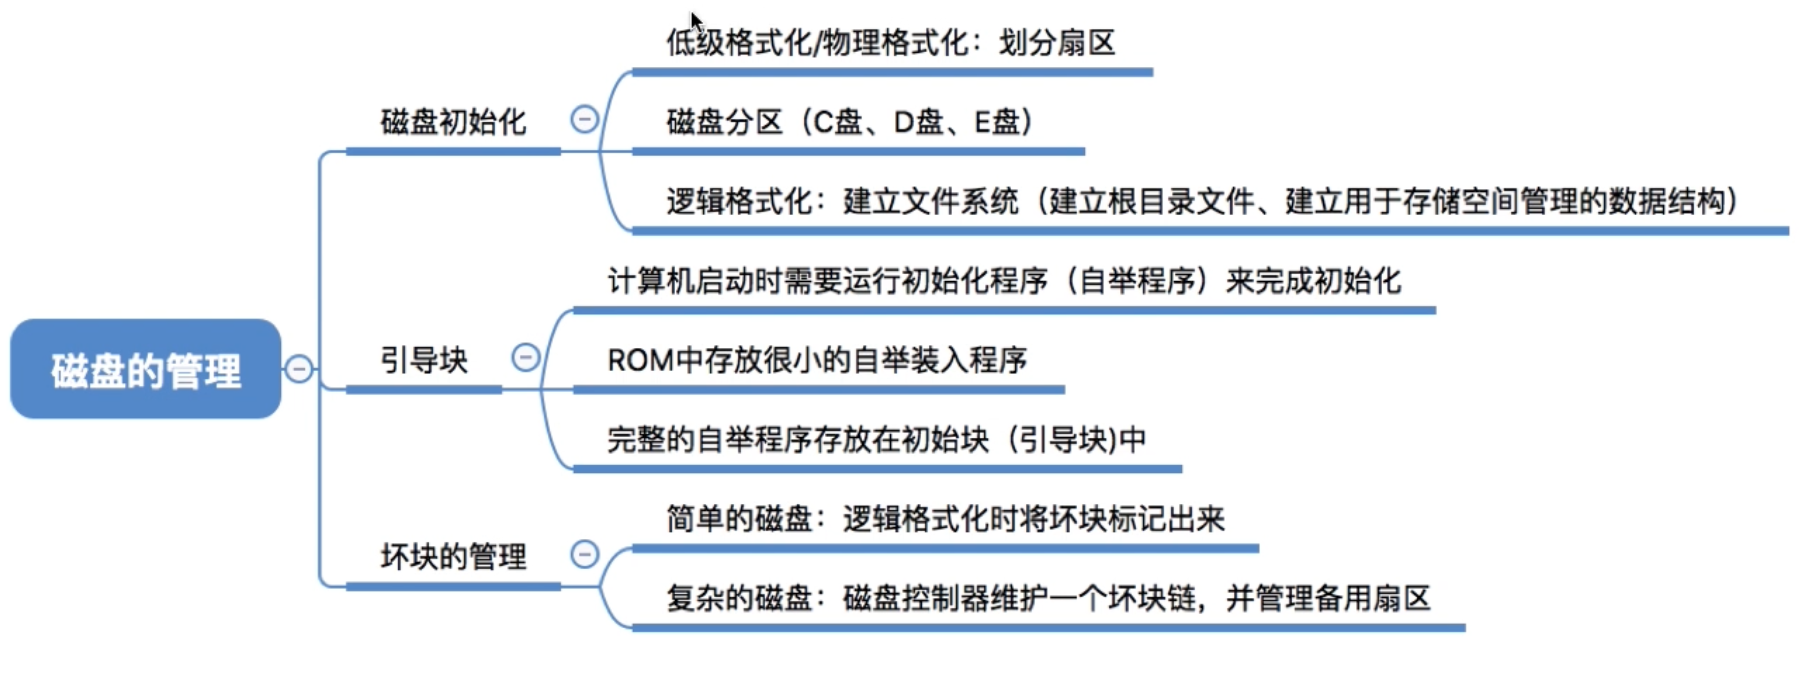 低级格式化/物理格式化：划分扇区
磁盘初始化
磁盘分区（C盘、D盘、E盘）
逻辑格式化：建立文件系统（建立根目录文件、建立用于存储空间管理的数据结构）
计算机启动时需要运行初始化程序（自举程序）来完成初始化
磁盘的管理
引导块
ROM中存放很小的自举装入程序
完整的自举程序存放在初始块（引导块)中
简单的磁盘：逻辑格式化时将坏块标记出来
坏块的管理
复杂的磁盘：磁盘控制器维护一个坏块链，并管理备用扇区